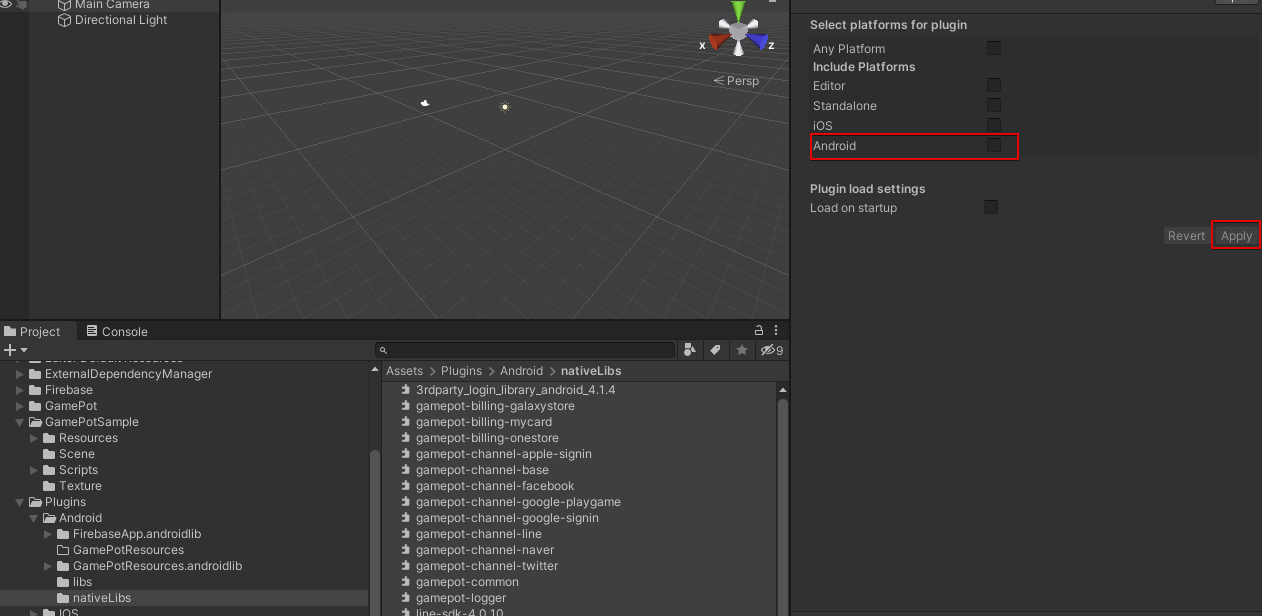 Main Camera
Directional Light
x
z
Persp
Select platforms for plugin
Any Platform
Include Platforms
Editor
Standalone
iOS
Android
Plugin load settings
Load on startup
Revert
Apply
Project
Console
9
ExternalDependencyManager
Firebase
GamePot
GamePotSample
Resources
Scene
Scripts
Texture
Plugins
Android
FirebaseApp.androidlib
GamePotResources
GamePotResources.androidlib
libs
nativeLibs
IOS
Assets > Plugins > Android > nativeLibs
3rdparty_login_library_android_4.1.4
gamepot-billing-galaxystore
gamepot-billing-mycard
gamepot-billing-onestore
gamepot-channel-apple-signin
gamepot-channel-base
gamepot-channel-facebook
gamepot-channel-google-playgame
gamepot-channel-google-signin
gamepot-channel-line
gamepot-channel-naver
gamepot-channel-twitter
gamepot-common
gamepot-logger
line-sdk-4.0.10